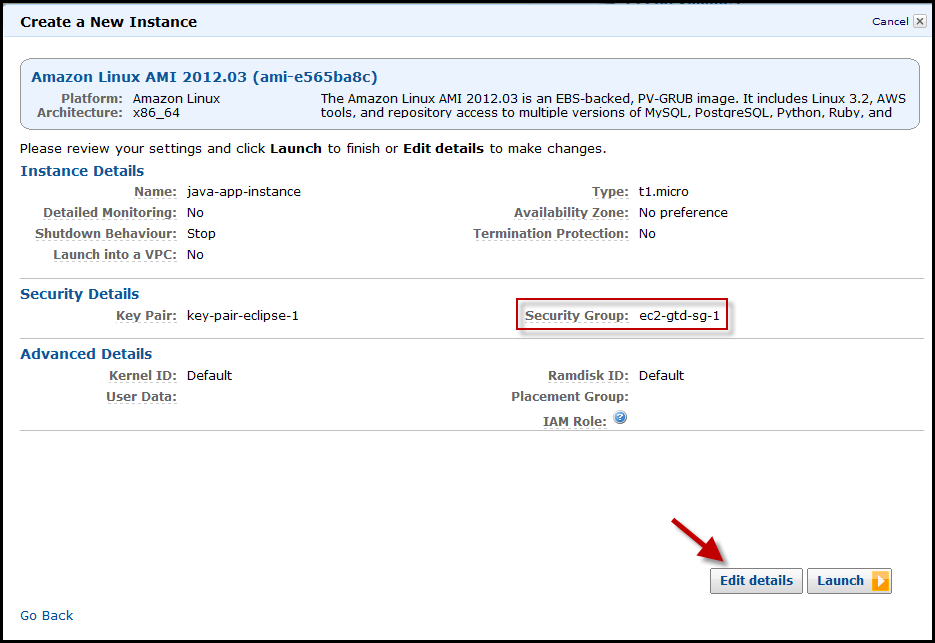 Create a New Instance
Cancel
Amazon Linux AMI 2012.03 (ami-e565ba8c)
Platform: Amazon Linux
Architecture: x86_64
The Amazon Linux AMI 2012.03 is an EBS-backed, PV-GRUB image. It includes Linux 3.2, AWS
tools, and repository access to multiple versions of MySQL, PostgreSQL, Python, Ruby, and
Please review your settings and click Launch to finish or Edit details to make changes.
Instance Details
Name: java-app-instance
Type: t1.micro
Detailed Monitoring: No
Availability Zone: No preference
Shutdown Behaviour: Stop
Termination Protection: No
Launch into a VPC: No
Security Details
Key Pair: key-pair-eclipse-1
Security Group: ec2-gtd-sg-1
Advanced Details
Kernel ID: Default
Ramdisk ID: Default
User Data:
Placement Group:
IAM Role:
Edit details
Launch
Go Back